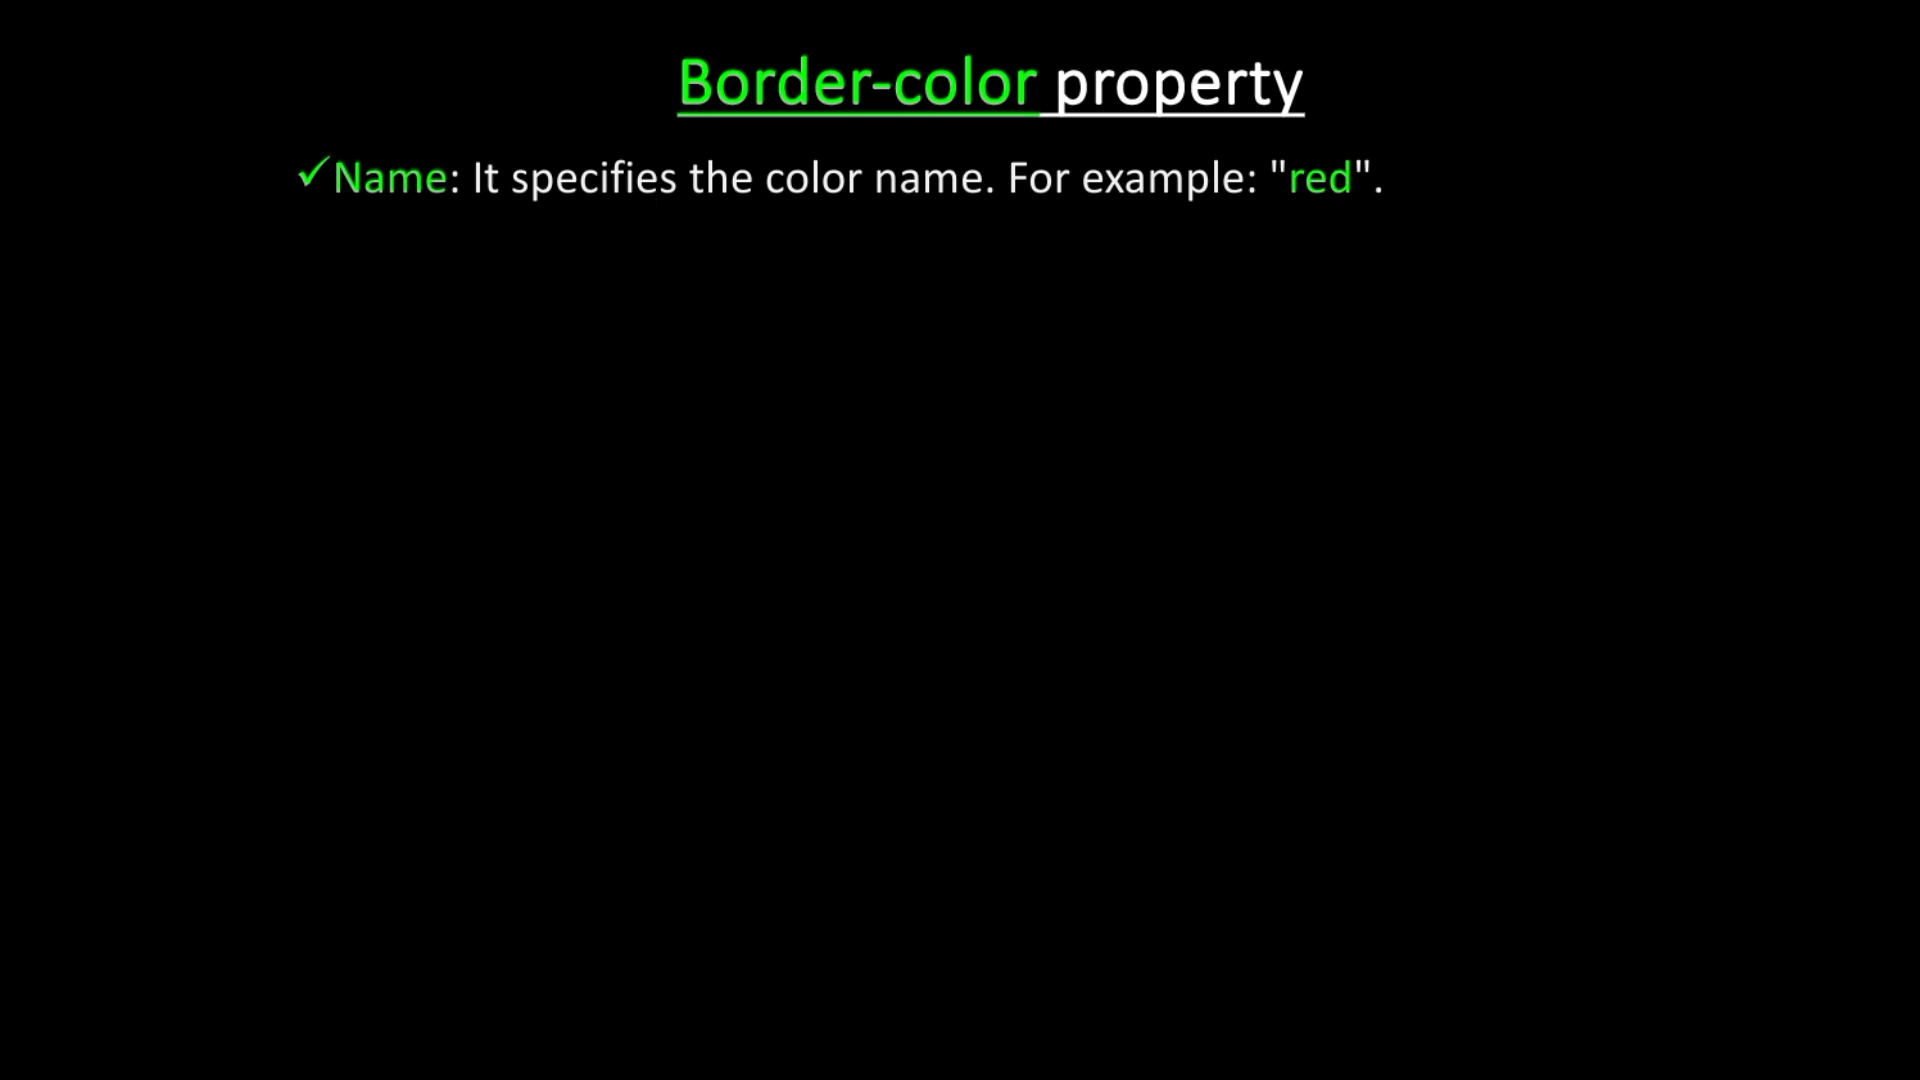 Border-color property
✓Name: It specifies the color name. For example: "red".